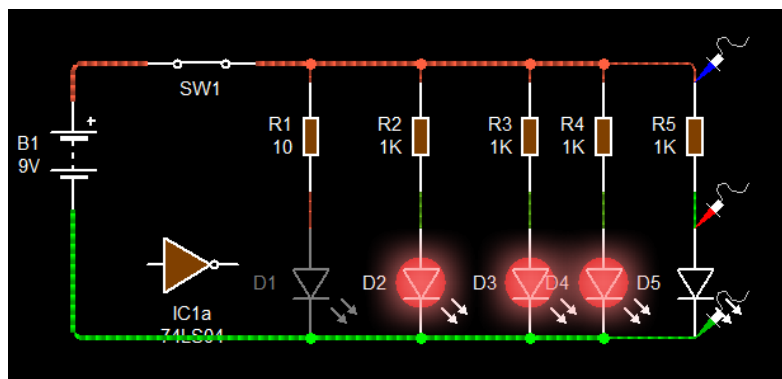 SW1
B1
9V
R1
10
R2
1K
R3
1K
R4
1K
R5
1K
+
IC1a
74LS04
D1
D2
D3
D4
D5